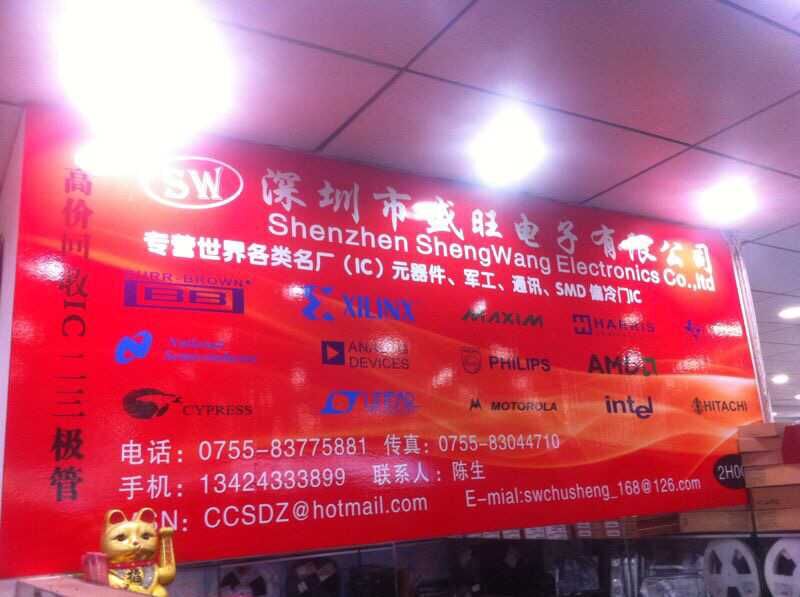 高价回收IC二三极管
SW
深圳市盛旺电子有限公司
Shenzhen ShengWang Electronics Co.,ltd
专营世界各类名厂（IC）元器件、军工、通讯、SMD 偏冷门IC
BURR-BROWN BB XILINX MAXIM HARRIS
National Semiconductor ANALOG DEVICES PHILIPS AMD
CYPRESS LINEAR MOTOROLA intel HITACHI
电话：0755-83775881 传真：0755-83044710
手机：13424333899 联系人：陈生
CCSDZ@hotmail.com E-mial:swchusheng_168@126.com
福